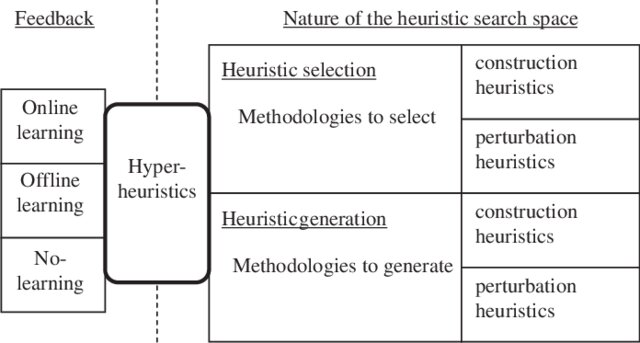 Feedback
Nature of the heuristic search space
Online
learning
Offline
learning
No-
learning
Hyper-
heuristics
Heuristic selection
Methodologies to select
construction
heuristics
perturbation
heuristics
Heuristicgeneration
Methodologies to generate
construction
heuristics
perturbation
heuristics